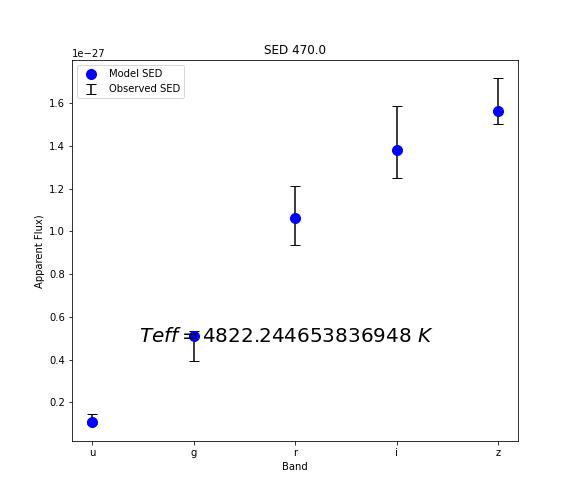 SED 470.0
1e−27
Model SED
Observed SED
1.6
1.4
1.2
1.0
0.8
0.6
0.4
0.2
Apparent Flux)
Teff = 4822.244653836948 K
u g r i z
Band